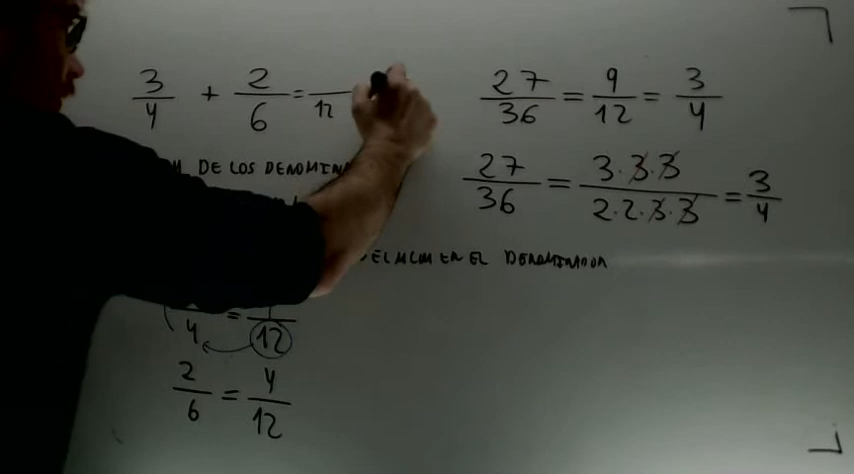 3/4 + 2/6 = /12
DE LOS DENOMINA
EL MCM EN EL DENOMINADOR
4 = 12
2/6 = 4/12
27/36 = 9/12 = 3/4
27/36 = 3·3·3/2·2·3·3 = 3/4